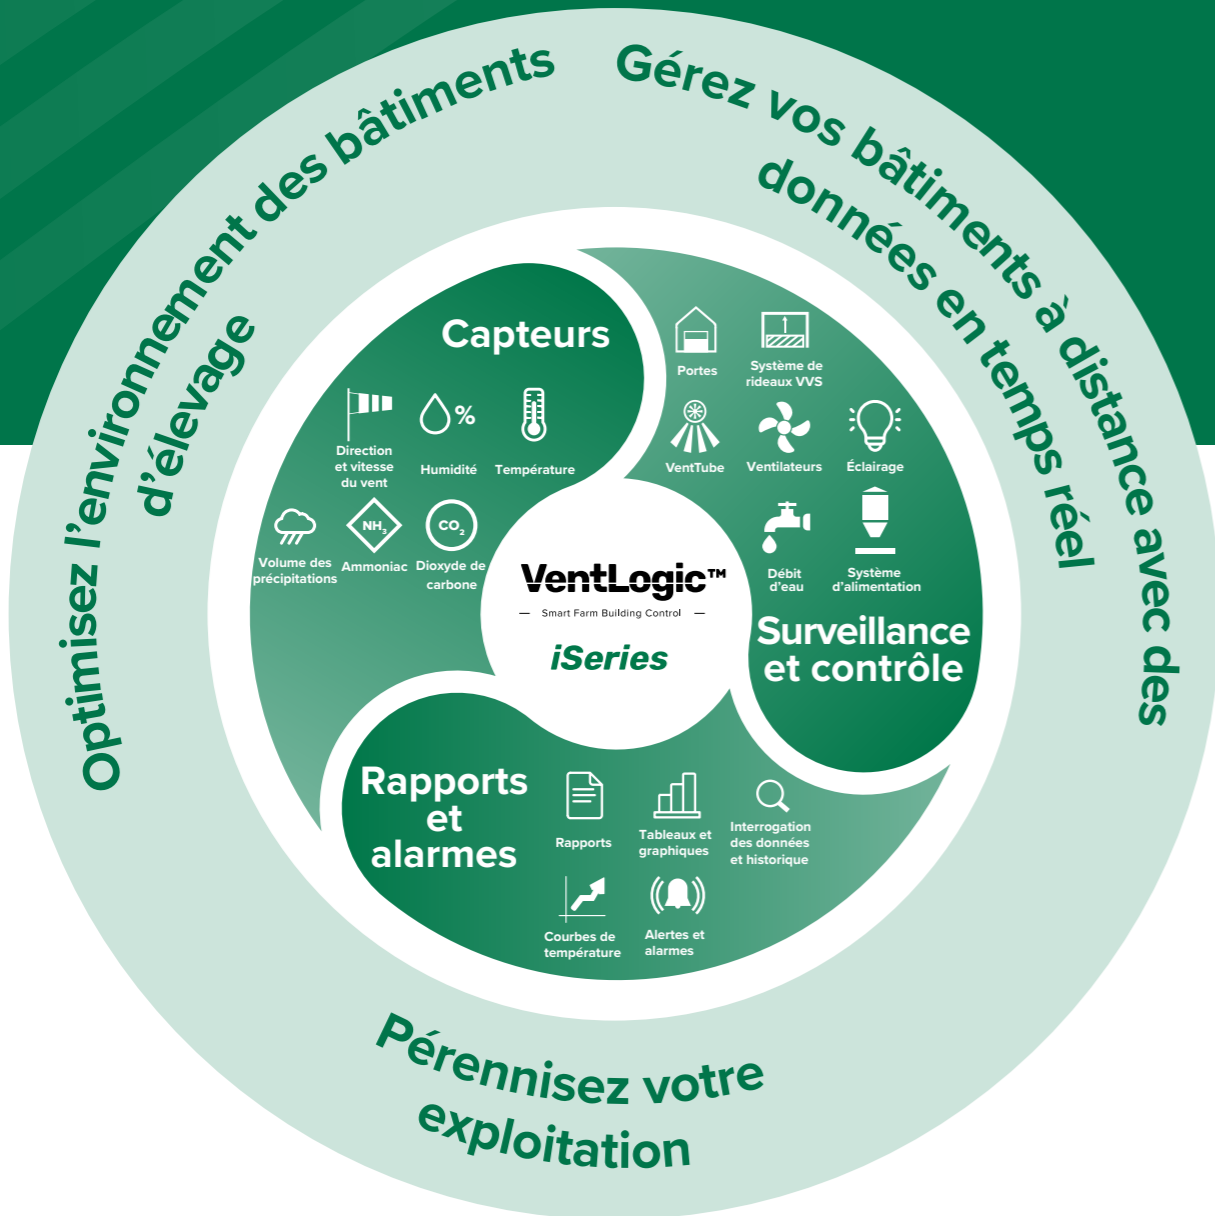 Optimisez l'environnement des bâtiments
d'élevage
Gérez vos bâtiments à distance avec des
données en temps réel
Capteurs
Direction
et vitesse
du vent
%
Humidité
Température
Volume des
précipitations
NH₃
Ammoniac
CO₂
Dioxyde de
carbone
Portes
Système de
rideaux VVS
VentTube
Ventilateurs
Éclairage
Débit
d'eau
Système
d'alimentation
Surveillance
et contrôle
VentLogic™
— Smart Farm Building Control —
iSeries
Rapports
et
alarmes
Rapports
Tableaux et
graphiques
Interrogation
des données
et historique
Courbes de
température
Alertes et
alarmes
Pérennisez votre
exploitation